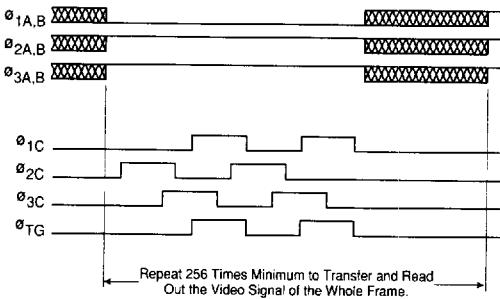 Ø1A,B
Ø2A,B
Ø3A,B
Ø1C
Ø2C
Ø3C
ØTG
Repeat 256 Times Minimum to Transfer and Read
Out the Video Signal of the Whole Frame.